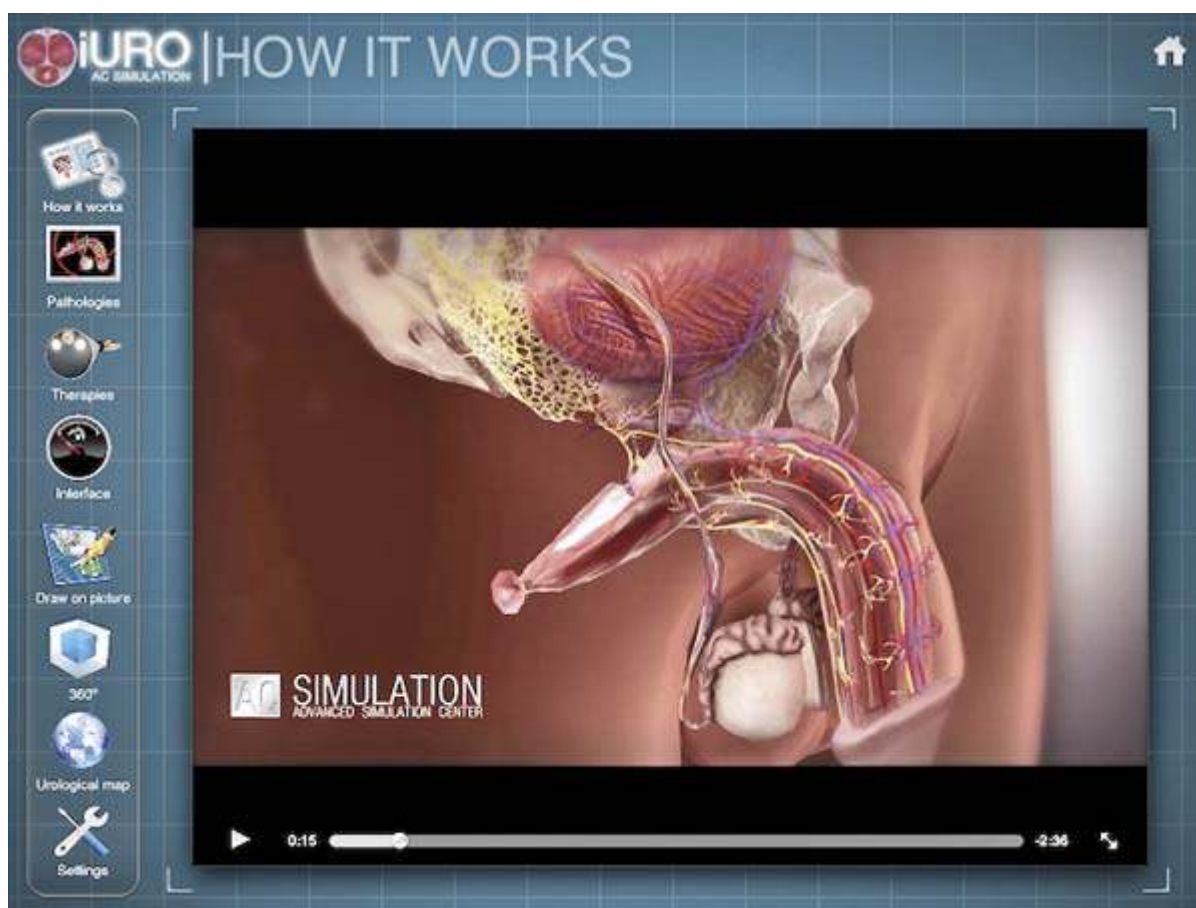 iURO
AC SIMULATION
HOW IT WORKS
How it works
Pathologies
Therapies
Interface
Draw on picture
360°
Urological map
Settings
SIMULATION
ADVANCED SIMULATION CENTER
0:15
-2:36